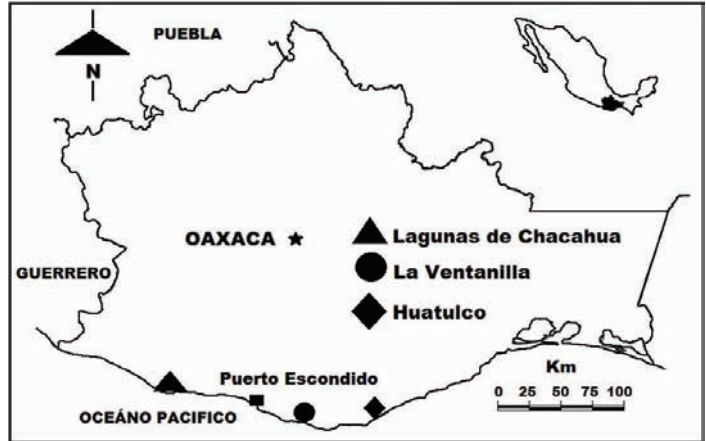 PUEBLA
N
OAXACA
Lagunas de Chacahua
La Ventanilla
GUERRERO
Huatulco
Km
Puerto Escondido
0 25 50 75 100
OCEÁNO PACIFICO